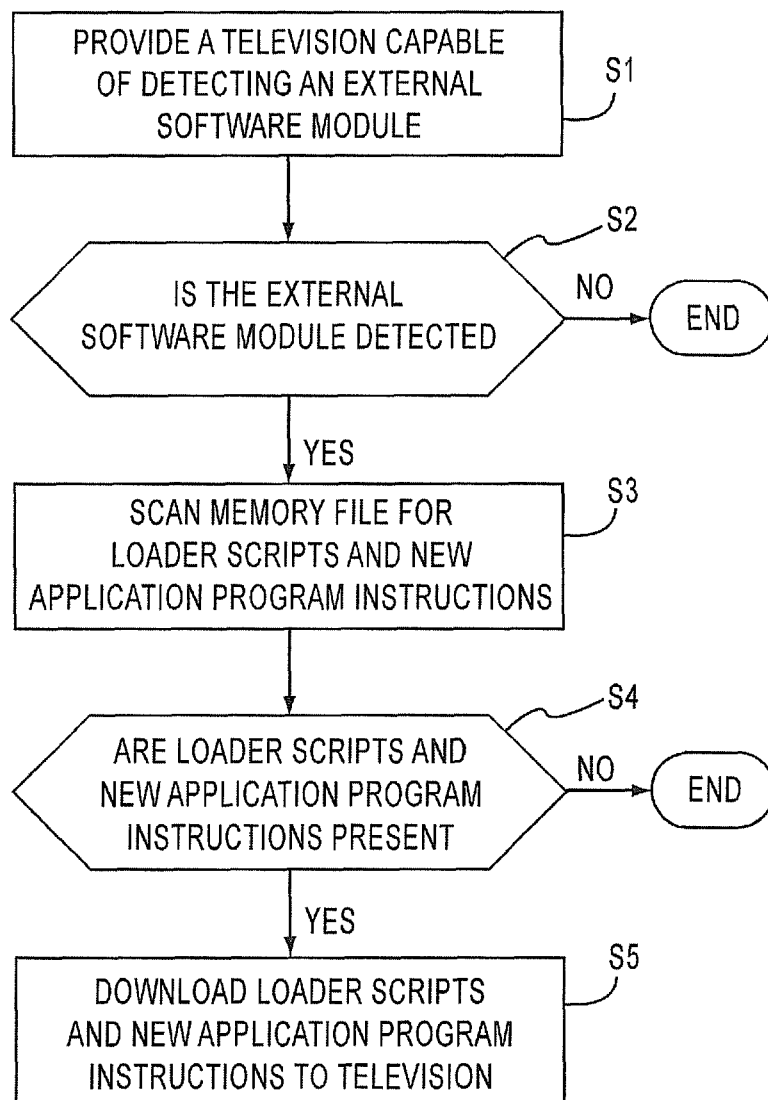 PROVIDE A TELEVISION CAPABLE
OF DETECTING AN EXTERNAL
SOFTWARE MODULE
S1
S2
IS THE EXTERNAL
SOFTWARE MODULE DETECTED
NO
END
YES
S3
SCAN MEMORY FILE FOR
LOADER SCRIPTS AND NEW
APPLICATION PROGRAM INSTRUCTIONS
S4
ARE LOADER SCRIPTS AND
NEW APPLICATION PROGRAM
INSTRUCTIONS PRESENT
NO
END
YES
S5
DOWNLOAD LOADER SCRIPTS
AND NEW APPLICATION PROGRAM
INSTRUCTIONS TO TELEVISION